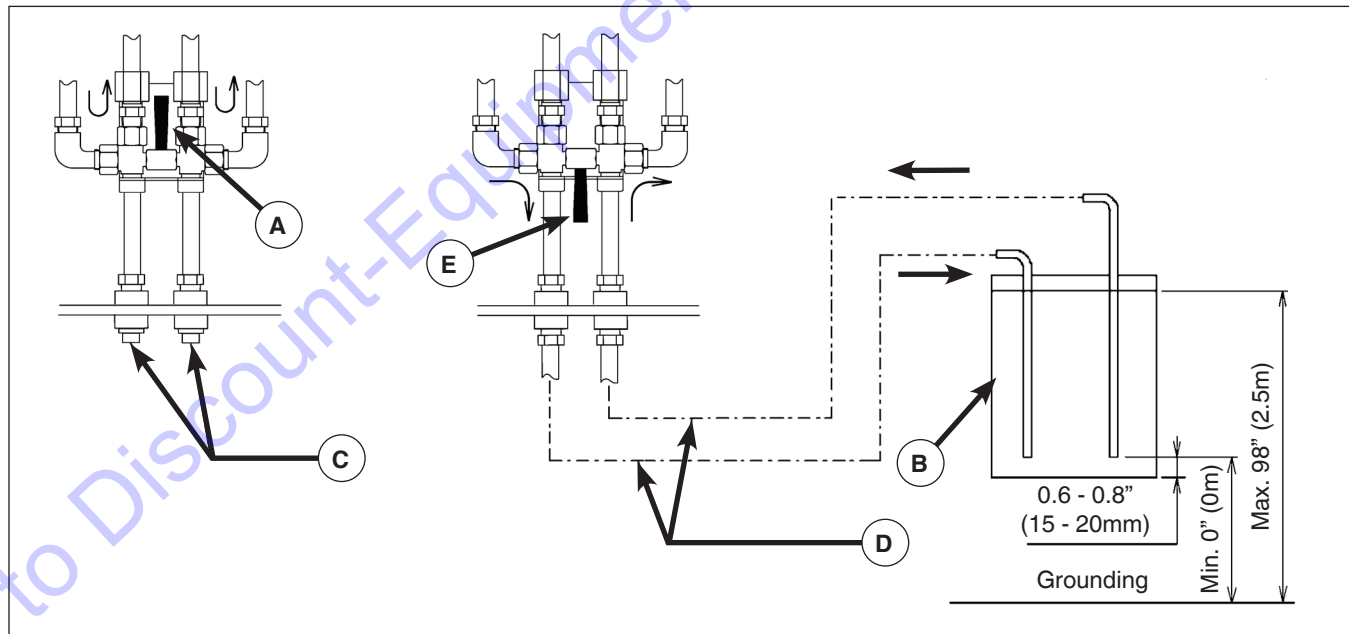 A
E
C
B
D
0.6 - 0.8”
(15 - 20mm)
Grounding
Min. 0” (0m)
Max. 98” (2.5m)
to Discount-Equipment